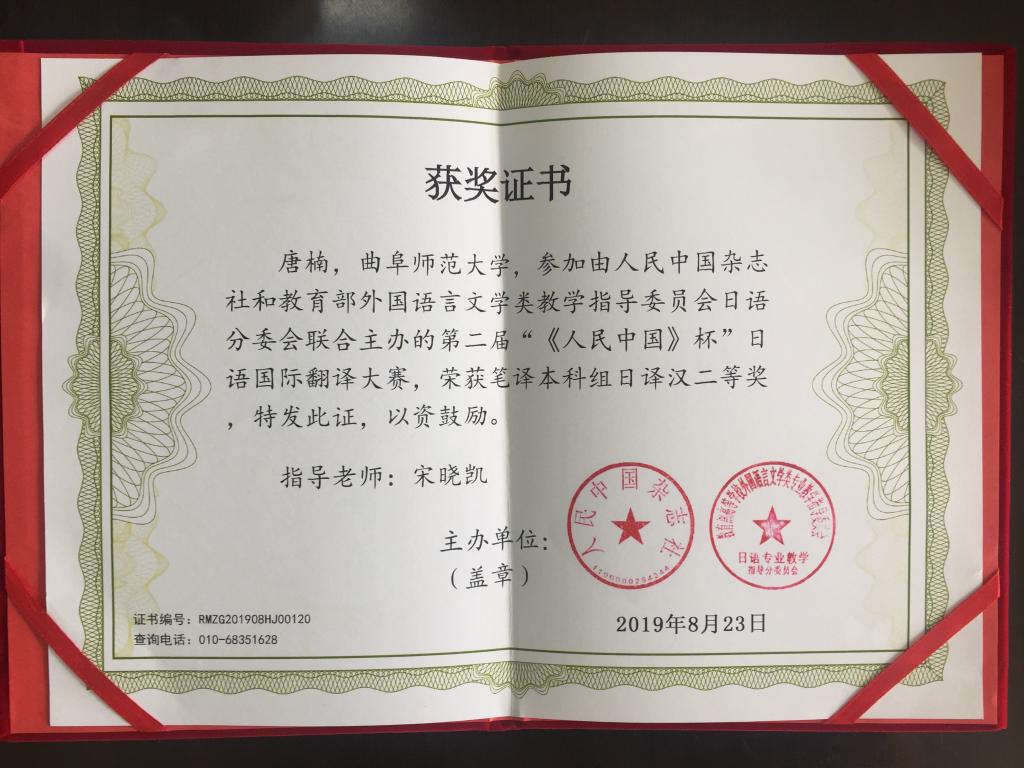 获奖证书
唐楠，曲阜师范大学，参加由人民中国杂志
社和教育部外国语言文学类教学指导委员会日语
分委会联合主办的第二届“《人民中国》杯”日
语国际翻译大赛，荣获笔译本科组日译汉二等奖
，特发此证，以资鼓励。
指导老师：宋晓凯
主办单位：
（盖章）
人民中国杂志社
1100000284244
日语专业教学
指导分委员会
2019年8月23日
证书编号：RMZG201908HJ00120
查询电话：010-68351628